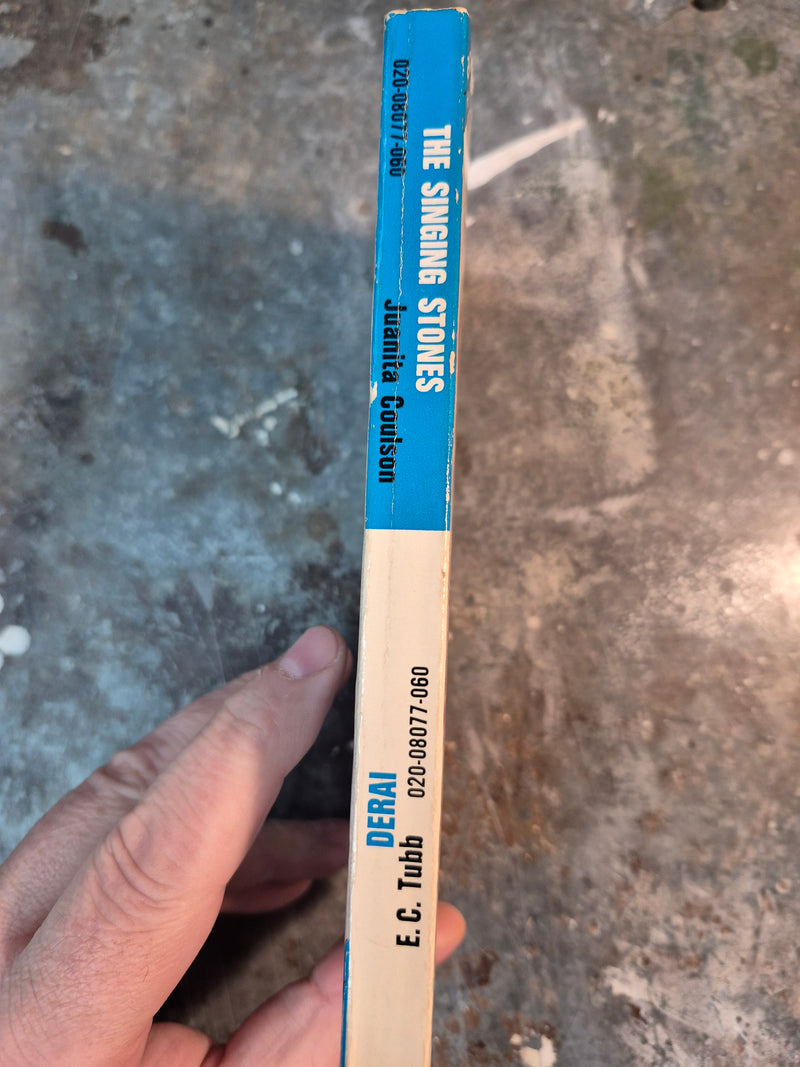 020-08077-060
THE SINGING STONES
Juanita Coulson
DERAI
020-08077-060
E. C. Tubb